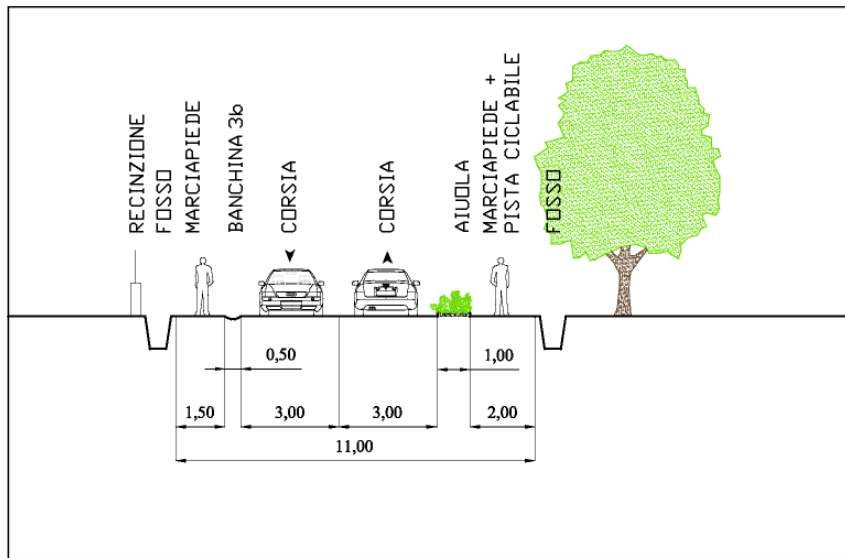 RECINZIONE
FOSSO
MARCIAPIEDE
BANCHINA 3b
CORSIA
CORSIA
AIUOLA
MARCIAPIEDE +
PISTA CICLABILE
FOSSO
0,50
1,00
1,50
3,00
3,00
2,00
11,00